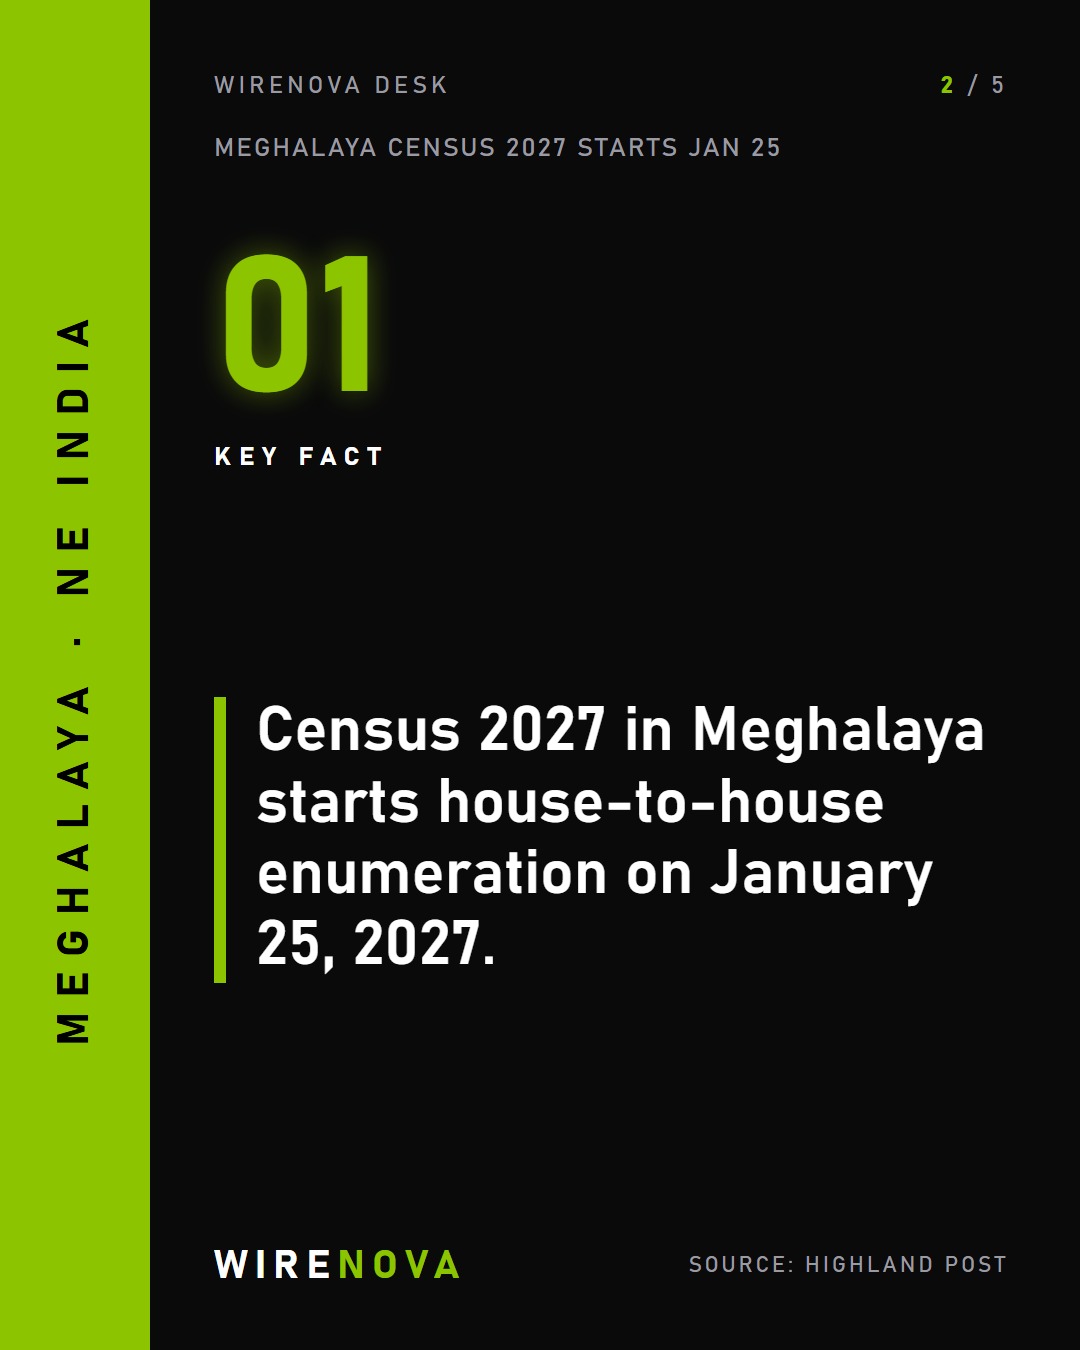 MEGHALAYA · NE INDIA
WIRENOVA DESK
2 / 5
MEGHALAYA CENSUS 2027 STARTS JAN 25
01
KEY FACT
Census 2027 in Meghalaya
starts house-to-house
enumeration on January
25, 2027.
WIRENOVA
SOURCE: HIGHLAND POST